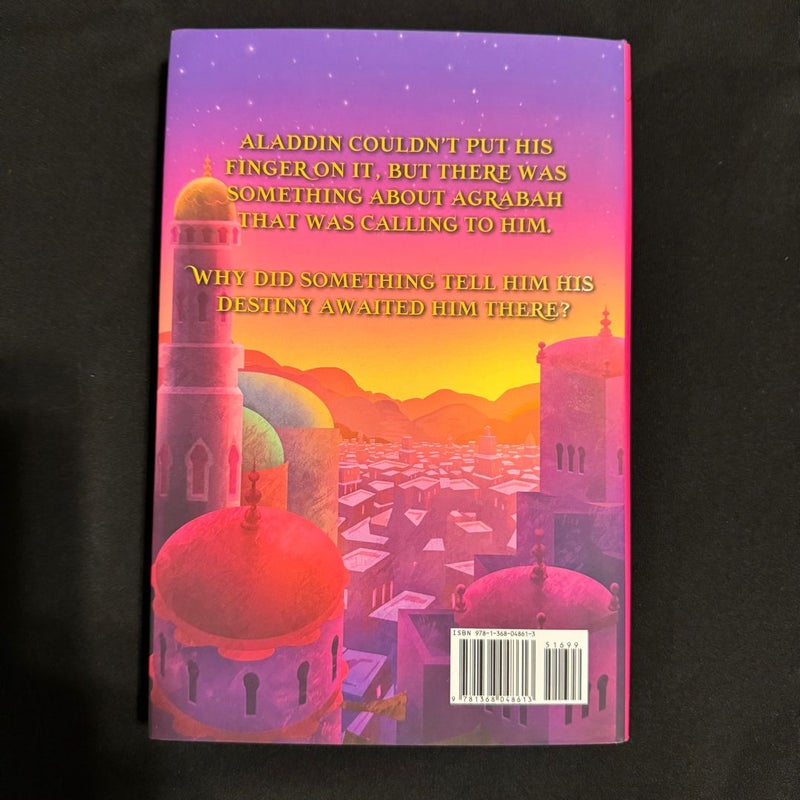 ALADDIN COULDN'T PUT HIS
FINGER ON IT, BUT THERE WAS
SOMETHING ABOUT AGRABAH
THAT WAS CALLING TO HIM.
WHY DID SOMETHING TELL HIM HIS
DESTINY AWAITED HIM THERE?
ISBN 978-1-368-04861-3
51699
9 781368 048613